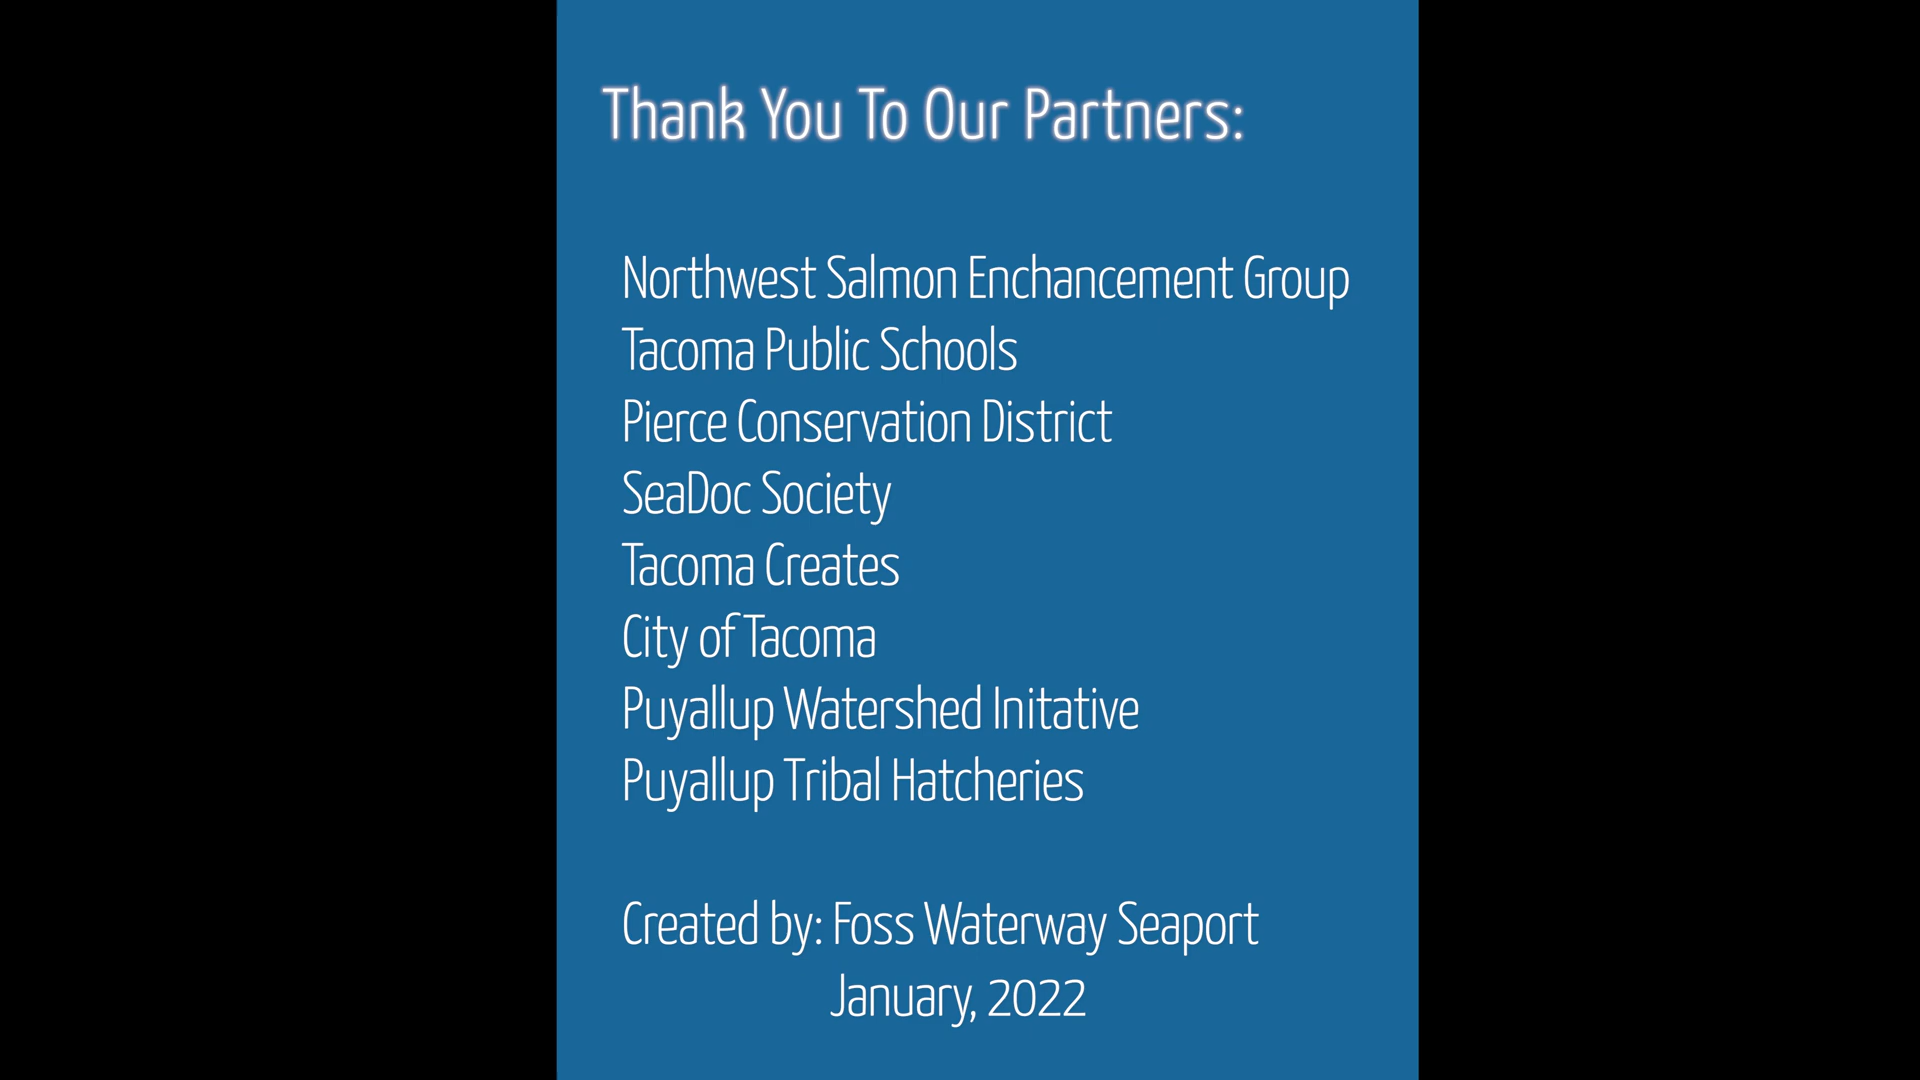 Thank You To Our Partners:
Northwest Salmon Enchancement Group
Tacoma Public Schools
Pierce Conservation District
SeaDoc Society
Tacoma Creates
City of Tacoma
Puyallup Watershed Initative
Puyallup Tribal Hatcheries
Created by: Foss Waterway Seaport
January, 2022